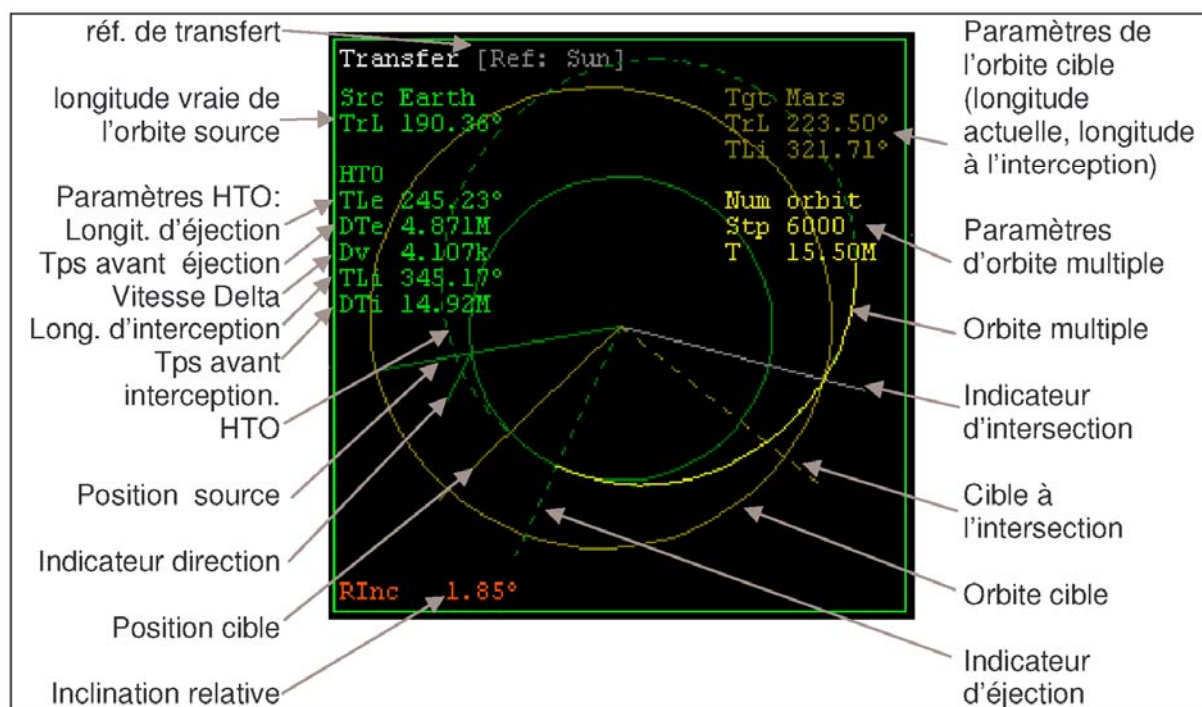 réf. de transfert
longitude vraie de
l'orbite source
Paramètres HTO:
Longit. d'éjection
Tps avant éjection
Vitesse Delta
Long. d'interception
Tps avant
interception.
HTO
Position source
Indicateur direction
Position cible
Inclination relative
Transfer [Ref: Sun]
Src Earth
TrL 190.36°
HTO
TLe 245.23°
DTe 4.871M
Dv 4.107k
TLi 345.17°
DTi 14.92M
Tgt Mars
TrL 223.50°
TLi 321.71°
Num orbit
Stp 6000
T 15.50M
RInc 1.85°
Paramètres de
l'orbite cible
(longitude
actuelle, longitude
à l'interception)
Paramètres
d'orbite multiple
Orbite multiple
Indicateur
d'intersection
Cible à
l'intersection
Orbite cible
Indicateur
d'éjection